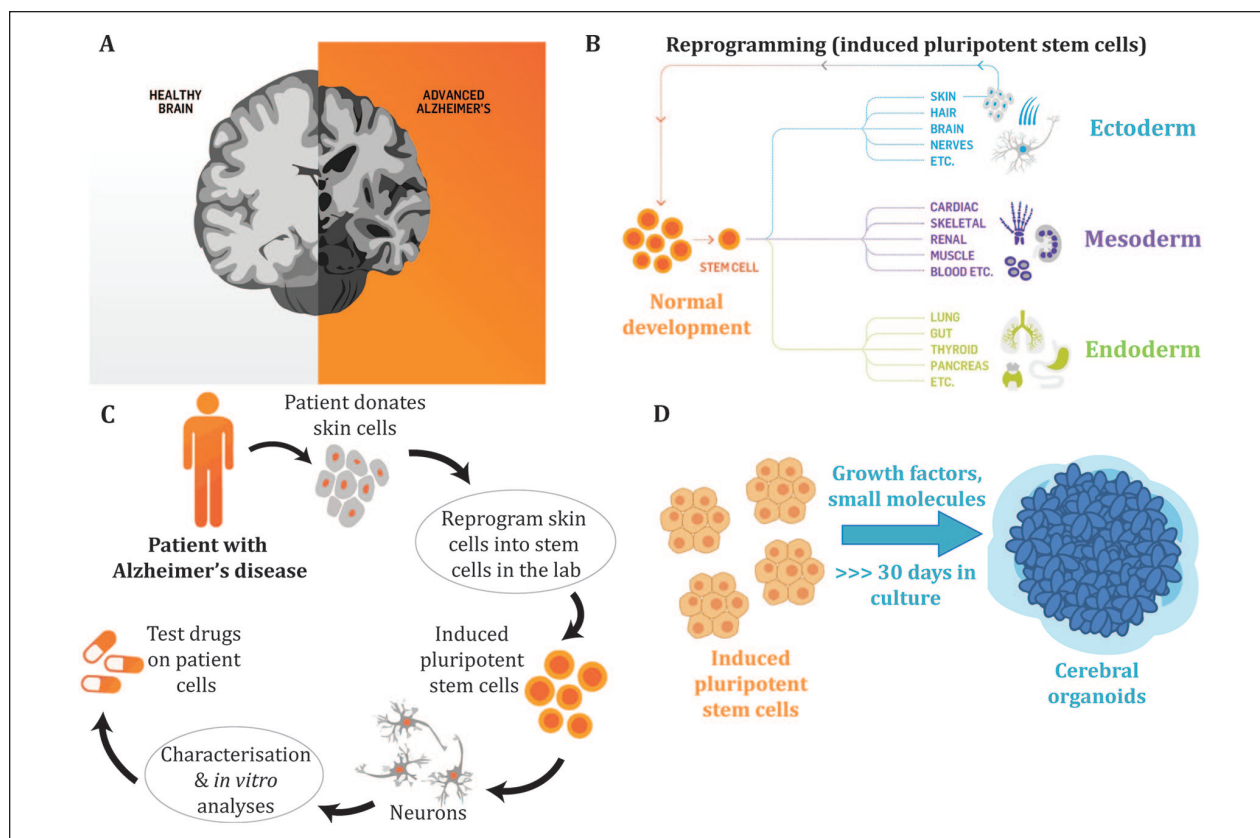 A
HEALTHY
BRAIN
ADVANCED
ALZHEIMER'S
B
Reprogramming (induced pluripotent stem cells)
SKIN
HAIR
BRAIN
NERVES
ETC.
Ectoderm
CARDIAC
SKELETAL
RENAL
MUSCLE
BLOOD ETC.
Mesoderm
STEM CELL
Normal
development
LUNG
GUT
THYROID
PANCREAS
ETC.
Endoderm
C
Patient donates
skin cells
Patient with
Alzheimer's disease
Reprogram skin
cells into stem
cells in the lab
Induced
pluripotent
stem cells
Neurons
Characterisation
& in vitro
analyses
Test drugs
on patient
cells
D
Growth factors,
small molecules
>>> 30 days in
culture
Induced
pluripotent
stem cells
Cerebral
organoids